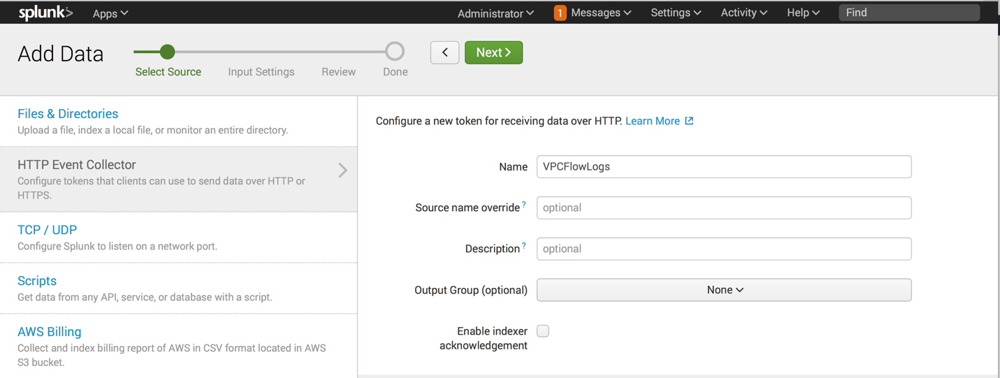 splunk> Apps Administrator 1 Messages Settings Activity Help Find
Add Data
Select Source Input Settings Review Done
Next
Files & Directories
Upload a file, index a local file, or monitor an entire directory.
HTTP Event Collector
Configure tokens that clients can use to send data over HTTP or
HTTPS.
TCP / UDP
Configure Splunk to listen on a network port.
Scripts
Get data from any API, service, or database with a script.
AWS Billing
Collect and index billing report of AWS in CSV format located in AWS
S3 bucket.
Configure a new token for receiving data over HTTP. Learn More
Name VPCFlowLogs
Source name override ? optional
Description ? optional
Output Group (optional) None
Enable indexer
acknowledgement